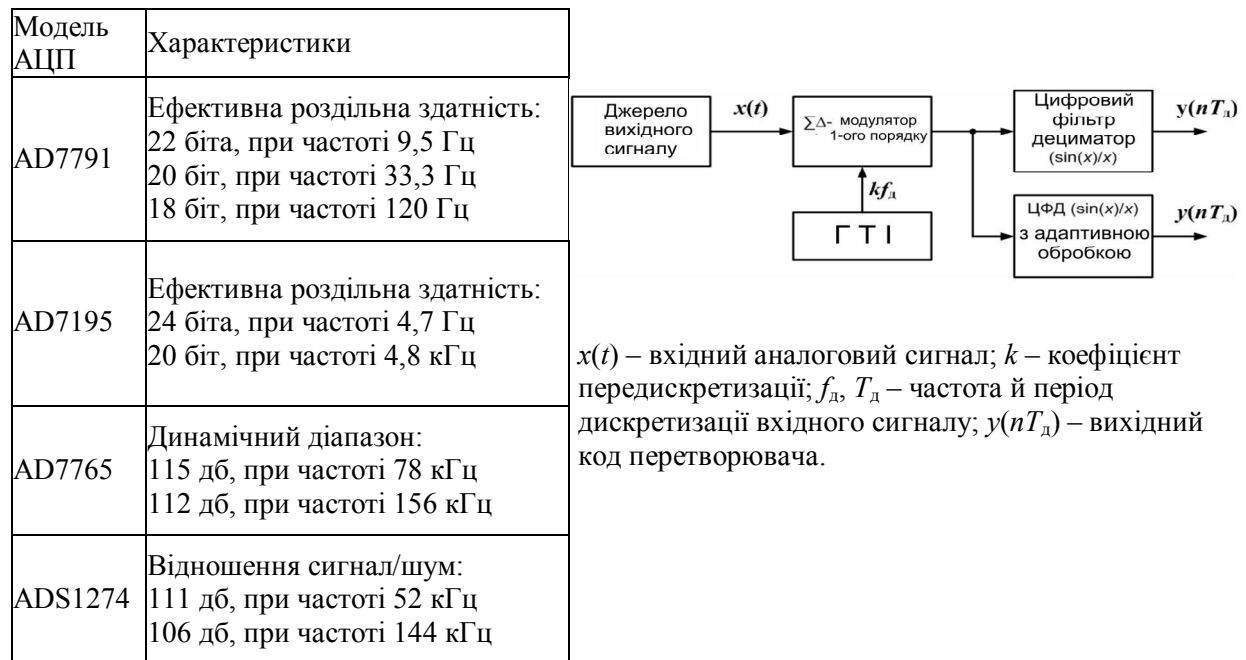 Модель
АЦП
Характеристики
AD7791
Ефективна роздільна здатність:
22 біта, при частоті 9,5 Гц
20 біт, при частоті 33,3 Гц
18 біт, при частоті 120 Гц
AD7195
Ефективна роздільна здатність:
24 біта, при частоті 4,7 Гц
20 біт, при частоті 4,8 кГц
AD7765
Динамічний діапазон:
115 дб, при частоті 78 кГц
112 дб, при частоті 156 кГц
ADS1274
Відношення сигнал/шум:
111 дб, при частоті 52 кГц
106 дб, при частоті 144 кГц
Джерело
вихідного
сигналу
x(t)
∑Δ- модулятор
1-ого порядку
kfд
Г Т І
Цифровий
фільтр
дециматор
(sin(x)/x)
y(nTд)
ЦФД (sin(x)/x)
з адаптивною
обробкою
y(nTд)
x(t) – вхідний аналоговий сигнал; k – коефіцієнт
передискретизації; fд, Tд – частота й період
дискретизації вхідного сигналу; y(nTд) – вихідний
код перетворювача.